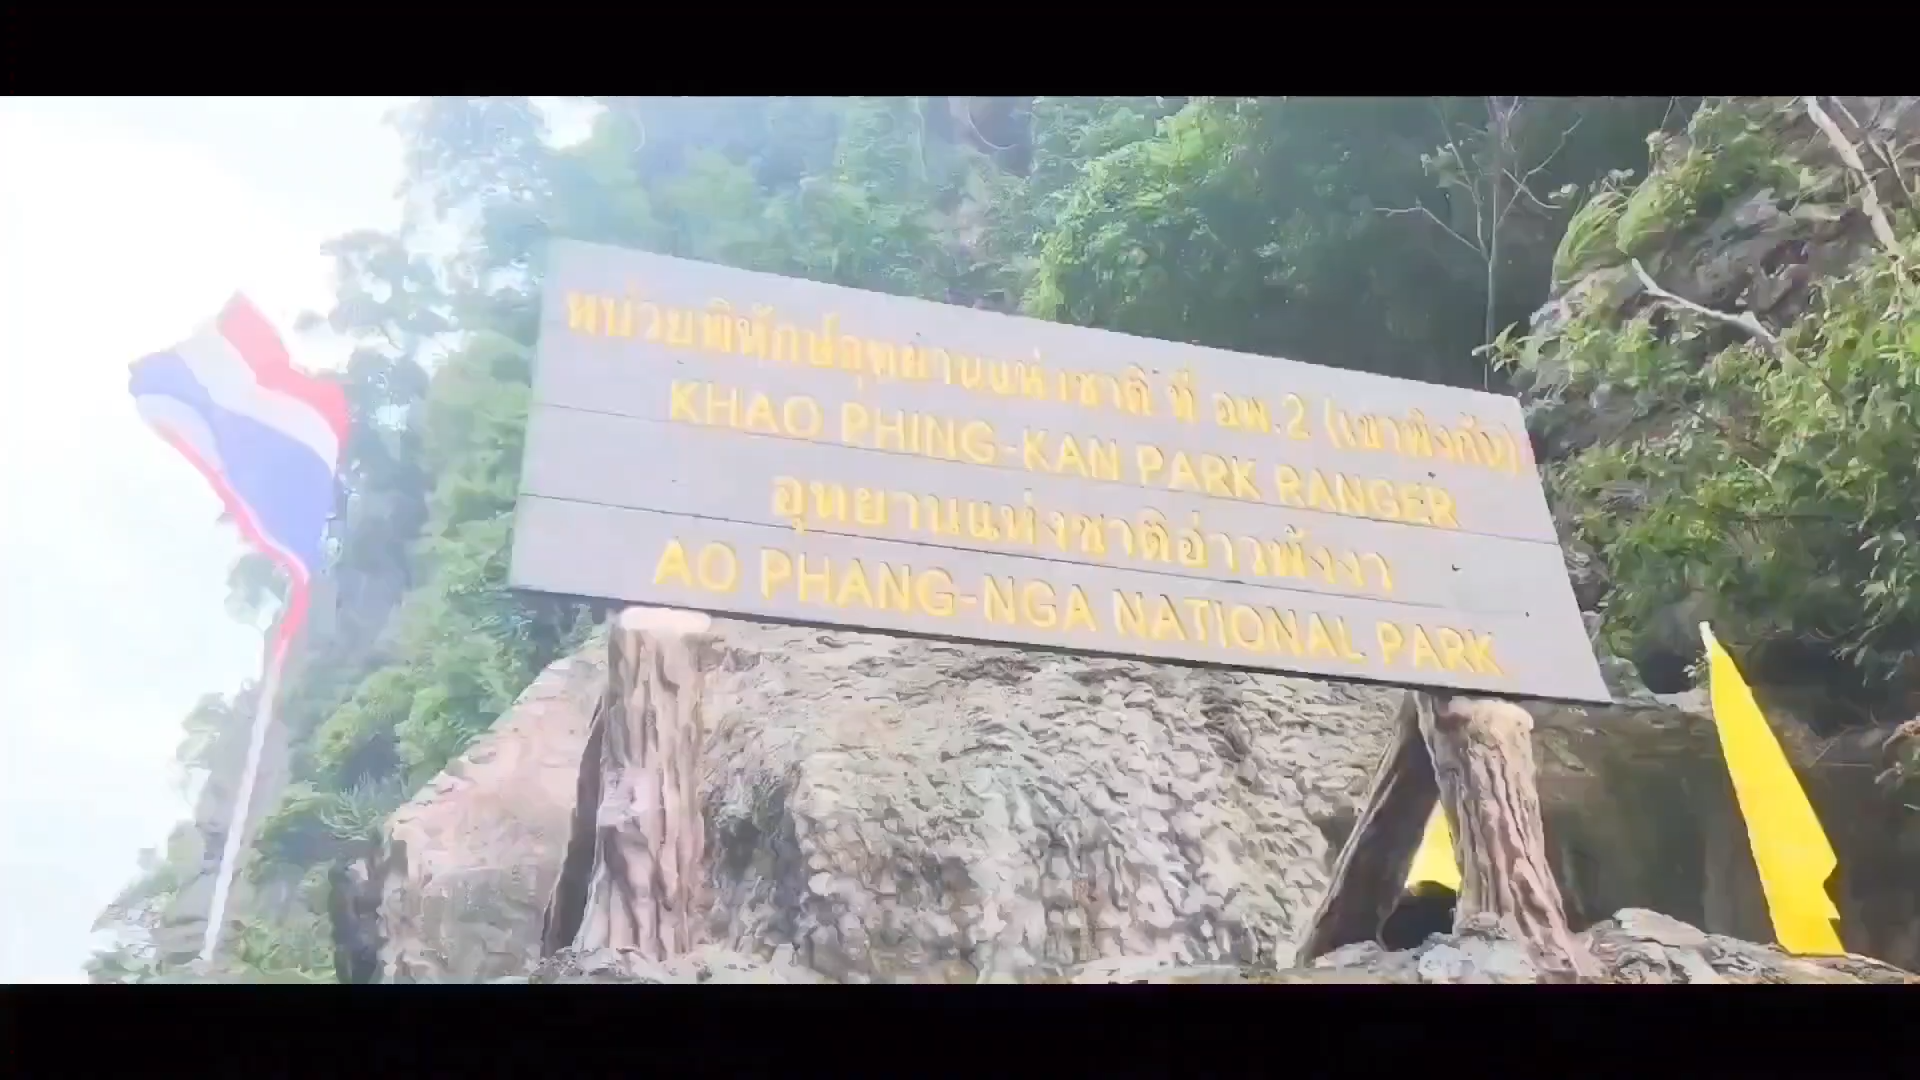 หน่วยพิทักษ์อุทยานแห่งชาติ ที่ อพ.2 (เขาพิงกัน)
KHAO PHING-KAN PARK RANGER
อุทยานแห่งชาติอ่าวพังงา
AO PHANG-NGA NATIONAL PARK